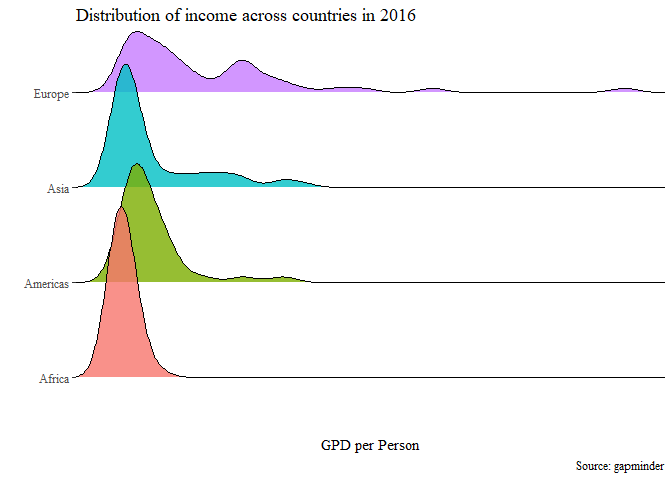 Distribution of income across countries in 2016
Europe
Asia
Americas
Africa
GPD per Person
Source: gapminder